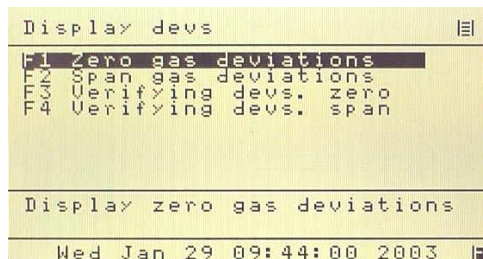 Display devs
F1 Zero gas deviations
F2 Span gas deviations
F3 Verifying devs. zero
F4 Verifying devs. span
Display zero gas deviations
Wed Jan 29 09:44:00 2003